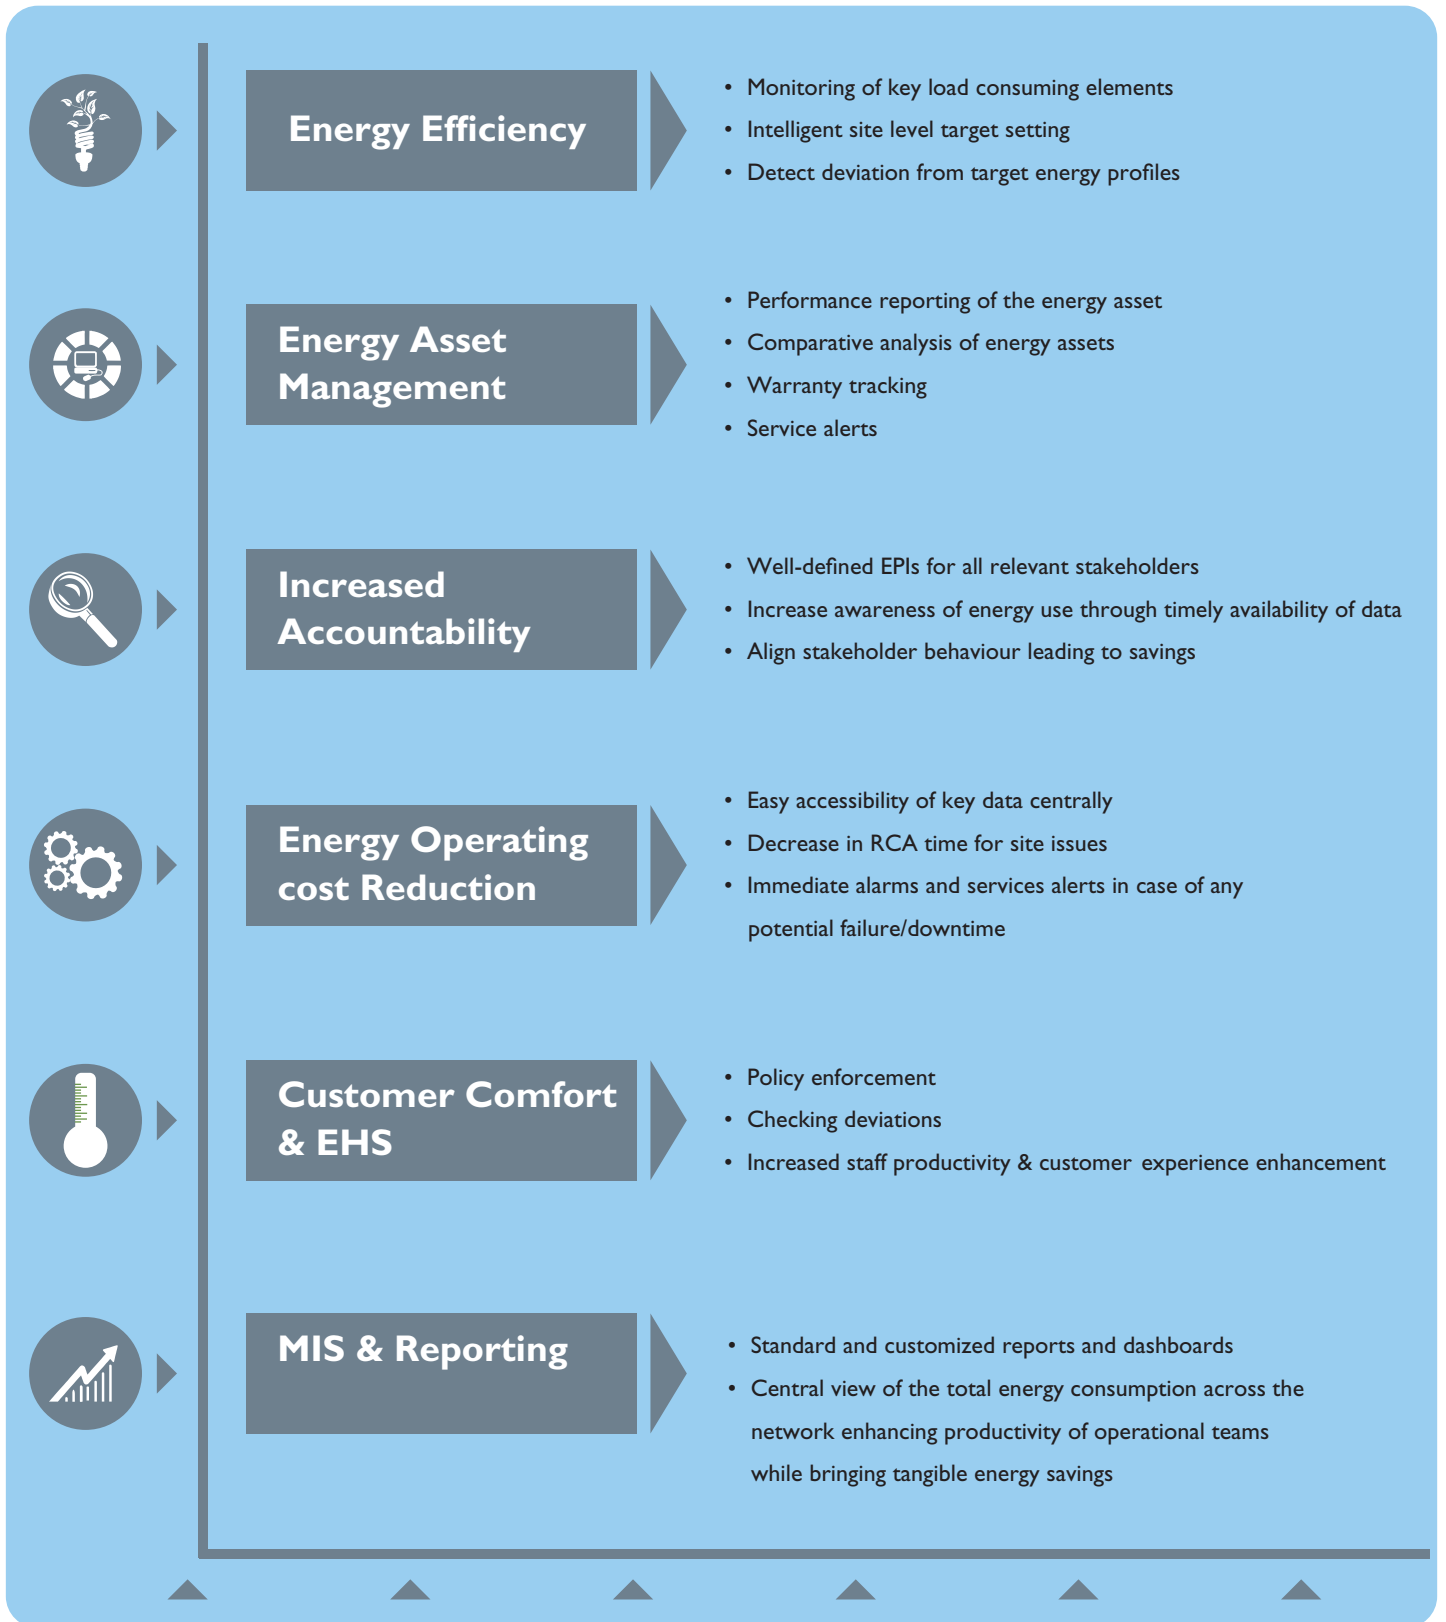 Energy Efficiency
• Monitoring of key load consuming elements
• Intelligent site level target setting
• Detect deviation from target energy profiles
Energy Asset
Management
• Performance reporting of the energy asset
• Comparative analysis of energy assets
• Warranty tracking
• Service alerts
Increased
Accountability
• Well-defined EPIs for all relevant stakeholders
• Increase awareness of energy use through timely availability of data
• Align stakeholder behaviour leading to savings
Energy Operating
cost Reduction
• Easy accessibility of key data centrally
• Decrease in RCA time for site issues
• Immediate alarms and services alerts in case of any
potential failure/downtime
Customer Comfort
& EHS
• Policy enforcement
• Checking deviations
• Increased staff productivity & customer experience enhancement
MIS & Reporting
• Standard and customized reports and dashboards
• Central view of the total energy consumption across the
network enhancing productivity of operational teams
while bringing tangible energy savings